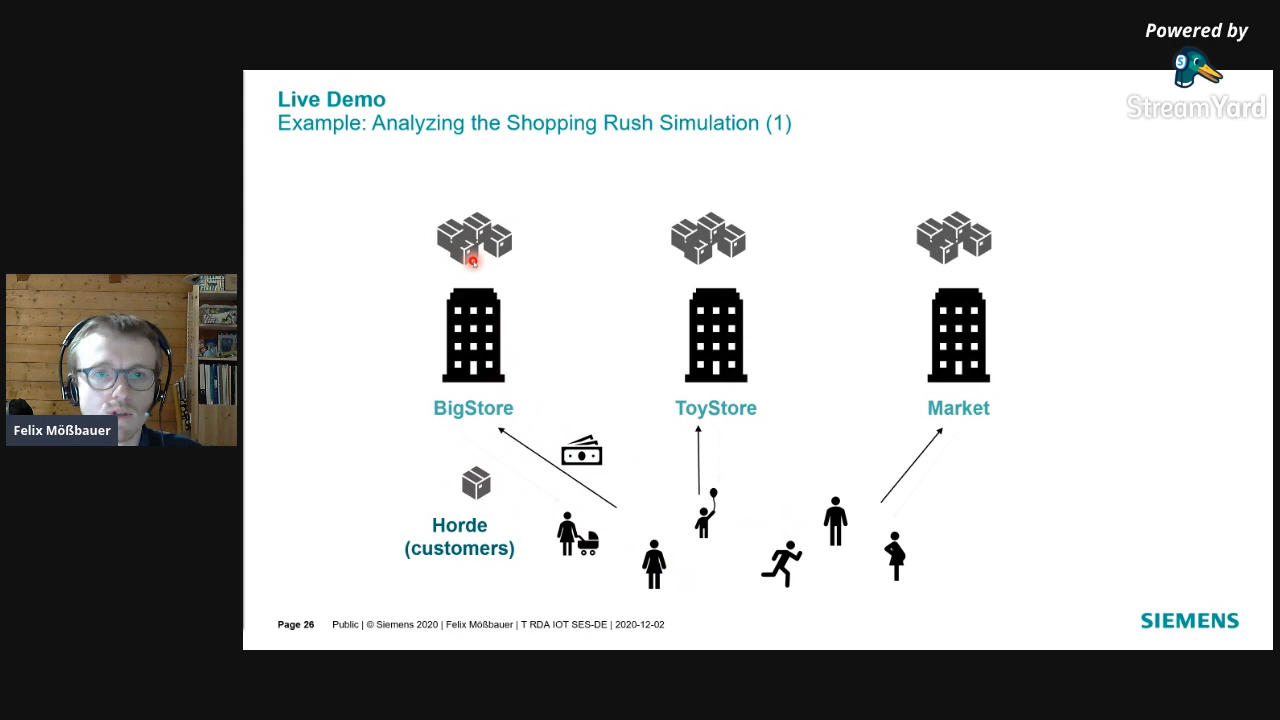 Powered by
StreamYard
Live Demo
Example: Analyzing the Shopping Rush Simulation (1)
BigStore
ToyStore
Market
Horde
(customers)
Felix Mößbauer
Page 26 Public | © Siemens 2020 | Felix Mößbauer | T RDA IOT SES-DE | 2020-12-02
SIEMENS